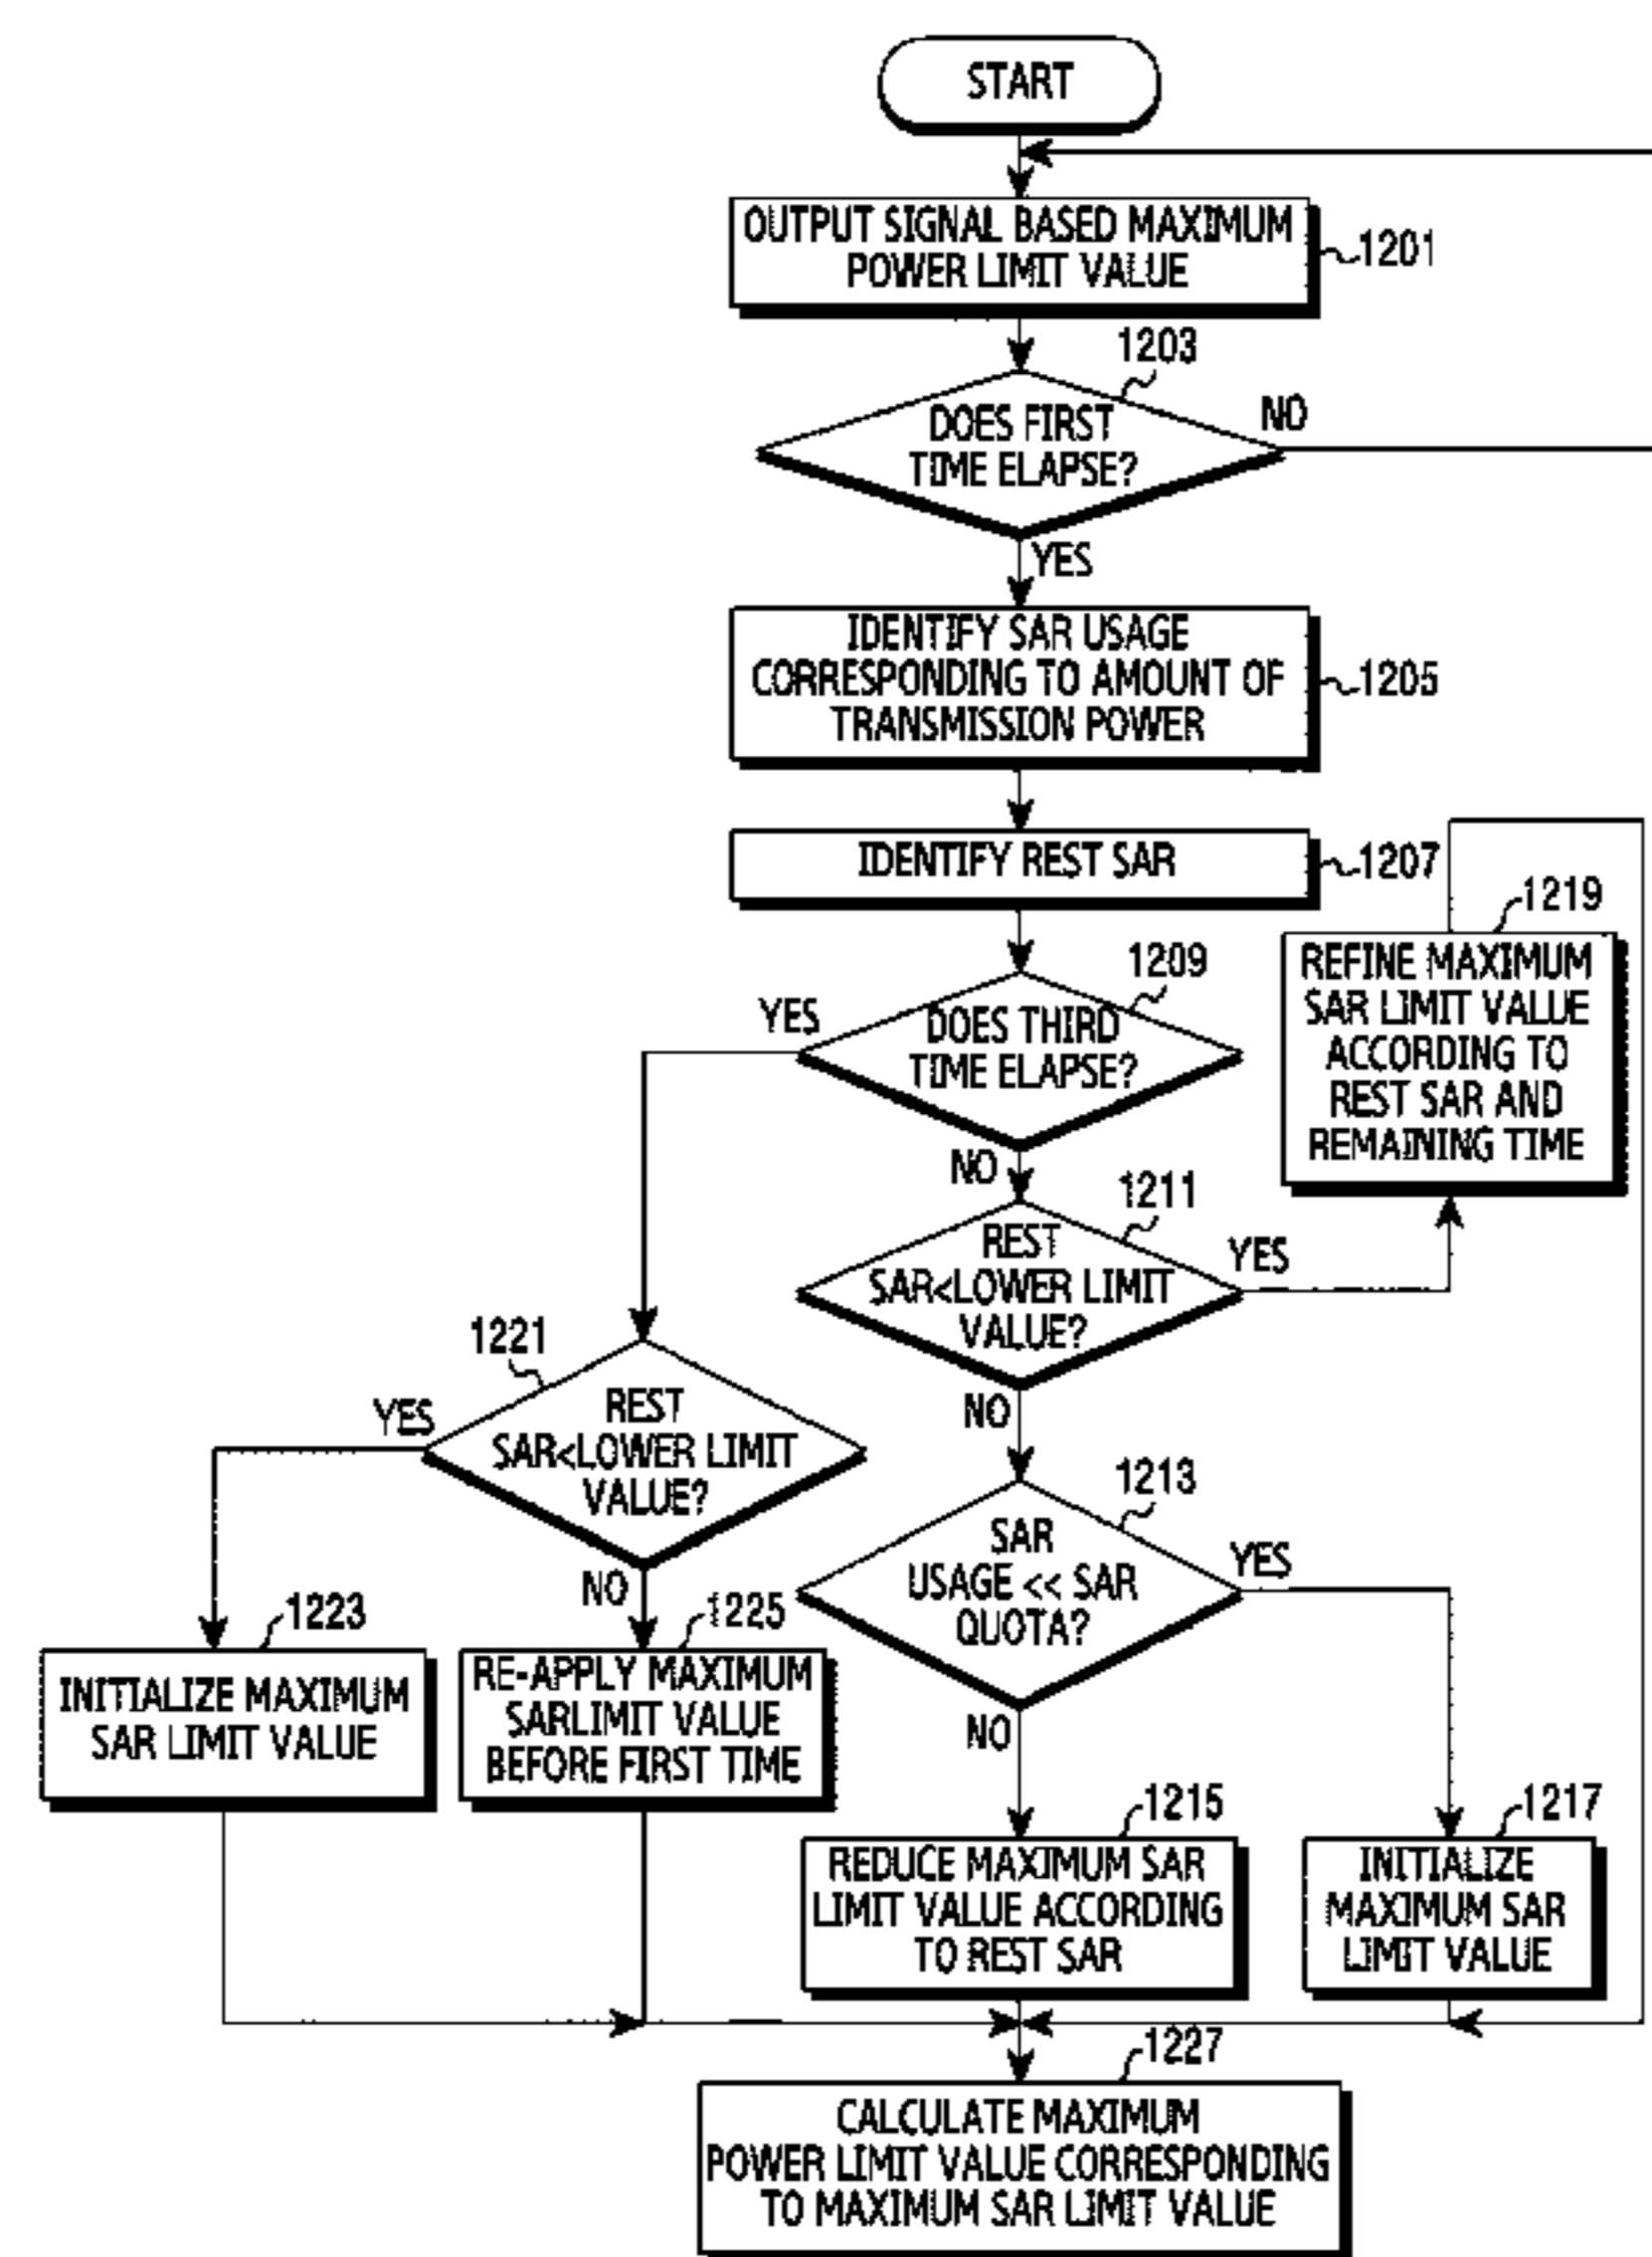 START
OUTPUT SIGNAL BASED MAXIMUM
POWER LIMIT VALUE
1201
1203
DOES FIRST
TIME ELAPSE?
NO
YES
IDENTIFY SAR USAGE
CORRESPONDING TO AMOUNT OF
TRANSMISSION POWER
1205
IDENTIFY REST SAR
1207
1219
REFINE MAXIMUM
SAR LIMIT VALUE
ACCORDING TO
REST SAR AND
REMAINING TIME
1209
YES
DOES THIRD
TIME ELAPSE?
NO
1211
REST
SAR<LOWER LIMIT
VALUE?
YES
NO
1221
YES
REST
SAR<LOWER LIMIT
VALUE?
NO
1213
SAR
USAGE << SAR
QUOTA?
YES
NO
1223
INITIALIZE MAXIMUM
SAR LIMIT VALUE
1225
RE-APPLY MAXIMUM
SARLIMIT VALUE
BEFORE FIRST TIME
1215
REDUCE MAXIMUM SAR
LIMIT VALUE ACCORDING
TO REST SAR
1217
INITIALIZE
MAXIMUM SAR
LIMIT VALUE
1227
CALCULATE MAXIMUM
POWER LIMIT VALUE CORRESPONDING
TO MAXIMUM SAR LIMIT VALUE